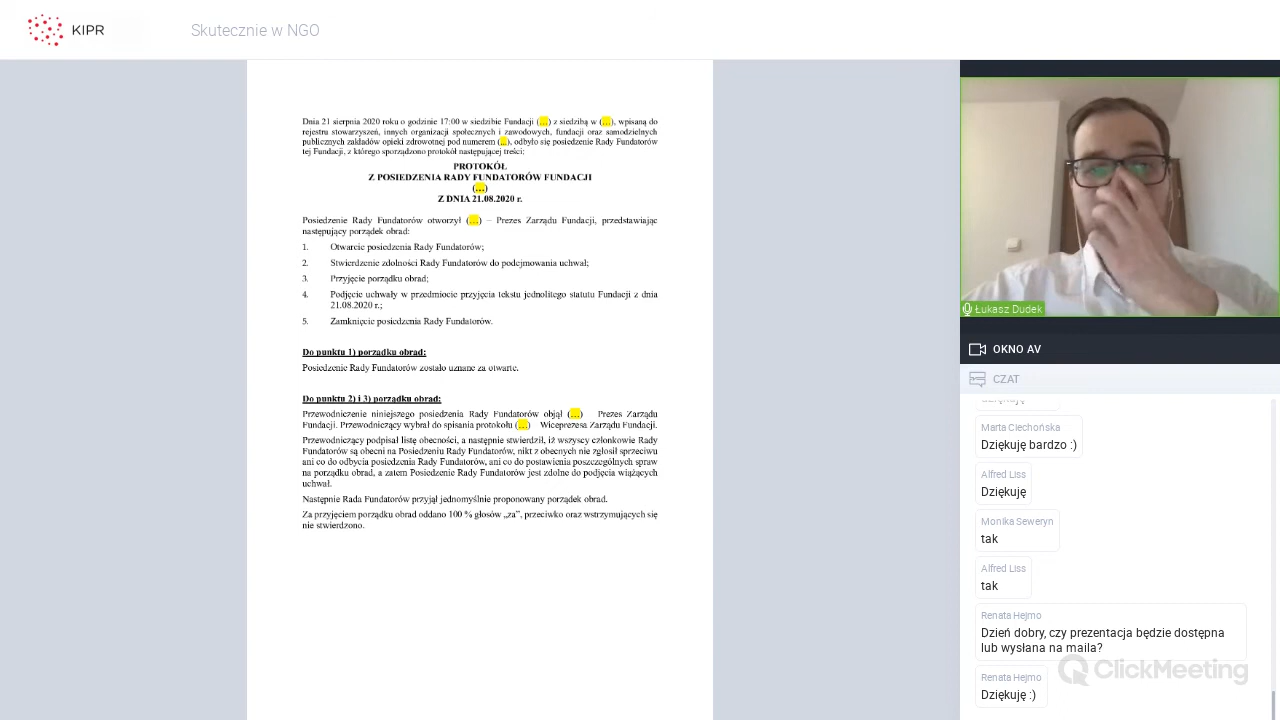 KIPR
Skutecznie w NGO
Dnia 21 sierpnia 2020 roku o godzinie 17:00 w siedzibie Fundacji (…) z siedzibą w (…), wpisaną do
rejestru stowarzyszeń, innych organizacji społecznych i zawodowych, fundacji oraz samodzielnych
publicznych zakładów opieki zdrowotnej pod numerem (…), odbyło się posiedzenie Rady Fundatorów
tej Fundacji, z którego sporządzono protokół następującej treści:
PROTOKÓŁ
Z POSIEDZENIA RADY FUNDATORÓW FUNDACJI
(…)
Z DNIA 21.08.2020 r.
Posiedzenie Rady Fundatorów otworzył (…) – Prezes Zarządu Fundacji, przedstawiając
następujący porządek obrad:
1. Otwarcie posiedzenia Rady Fundatorów;
2. Stwierdzenie zdolności Rady Fundatorów do podejmowania uchwał;
3. Przyjęcie porządku obrad;
4. Podjęcie uchwały w przedmiocie przyjęcia tekstu jednolitego statutu Fundacji z dnia
21.08.2020 r.;
5. Zamknięcie posiedzenia Rady Fundatorów.
Do punktu 1) porządku obrad:
Posiedzenie Rady Fundatorów zostało uznane za otwarte.
Do punktu 2) i 3) porządku obrad:
Przewodniczenie niniejszego posiedzenia Rady Fundatorów objął (…) Prezes Zarządu
Fundacji. Przewodniczący wybrał do spisania protokołu (…) Wiceprezesa Zarządu Fundacji.
Przewodniczący podpisał listę obecności, a następnie stwierdził, iż wszyscy członkowie Rady
Fundatorów są obecni na Posiedzeniu Rady Fundatorów, nikt z obecnych nie zgłosił sprzeciwu
ani co do odbycia posiedzenia Rady Fundatorów, ani co do postawienia poszczególnych spraw
na porządku obrad, a zatem Posiedzenie Rady Fundatorów jest zdolne do podjęcia wiążących
uchwał.
Następnie Rada Fundatorów przyjął jednomyślnie proponowany porządek obrad.
Za przyjęciem porządku obrad oddano 100 % głosów „za”, przeciwko oraz wstrzymujących się
nie stwierdzono.
Łukasz Dudek
OKNO AV
CZAT
dziękuję
Marta Ciechońska
Dziękuję bardzo :)
Alfred Liss
Dziękuję
Monika Seweryn
tak
Alfred Liss
tak
Renata Hejmo
Dzień dobry, czy prezentacja będzie dostępna
lub wysłana na maila?
Renata Hejmo
Dziękuję :)
ClickMeeting